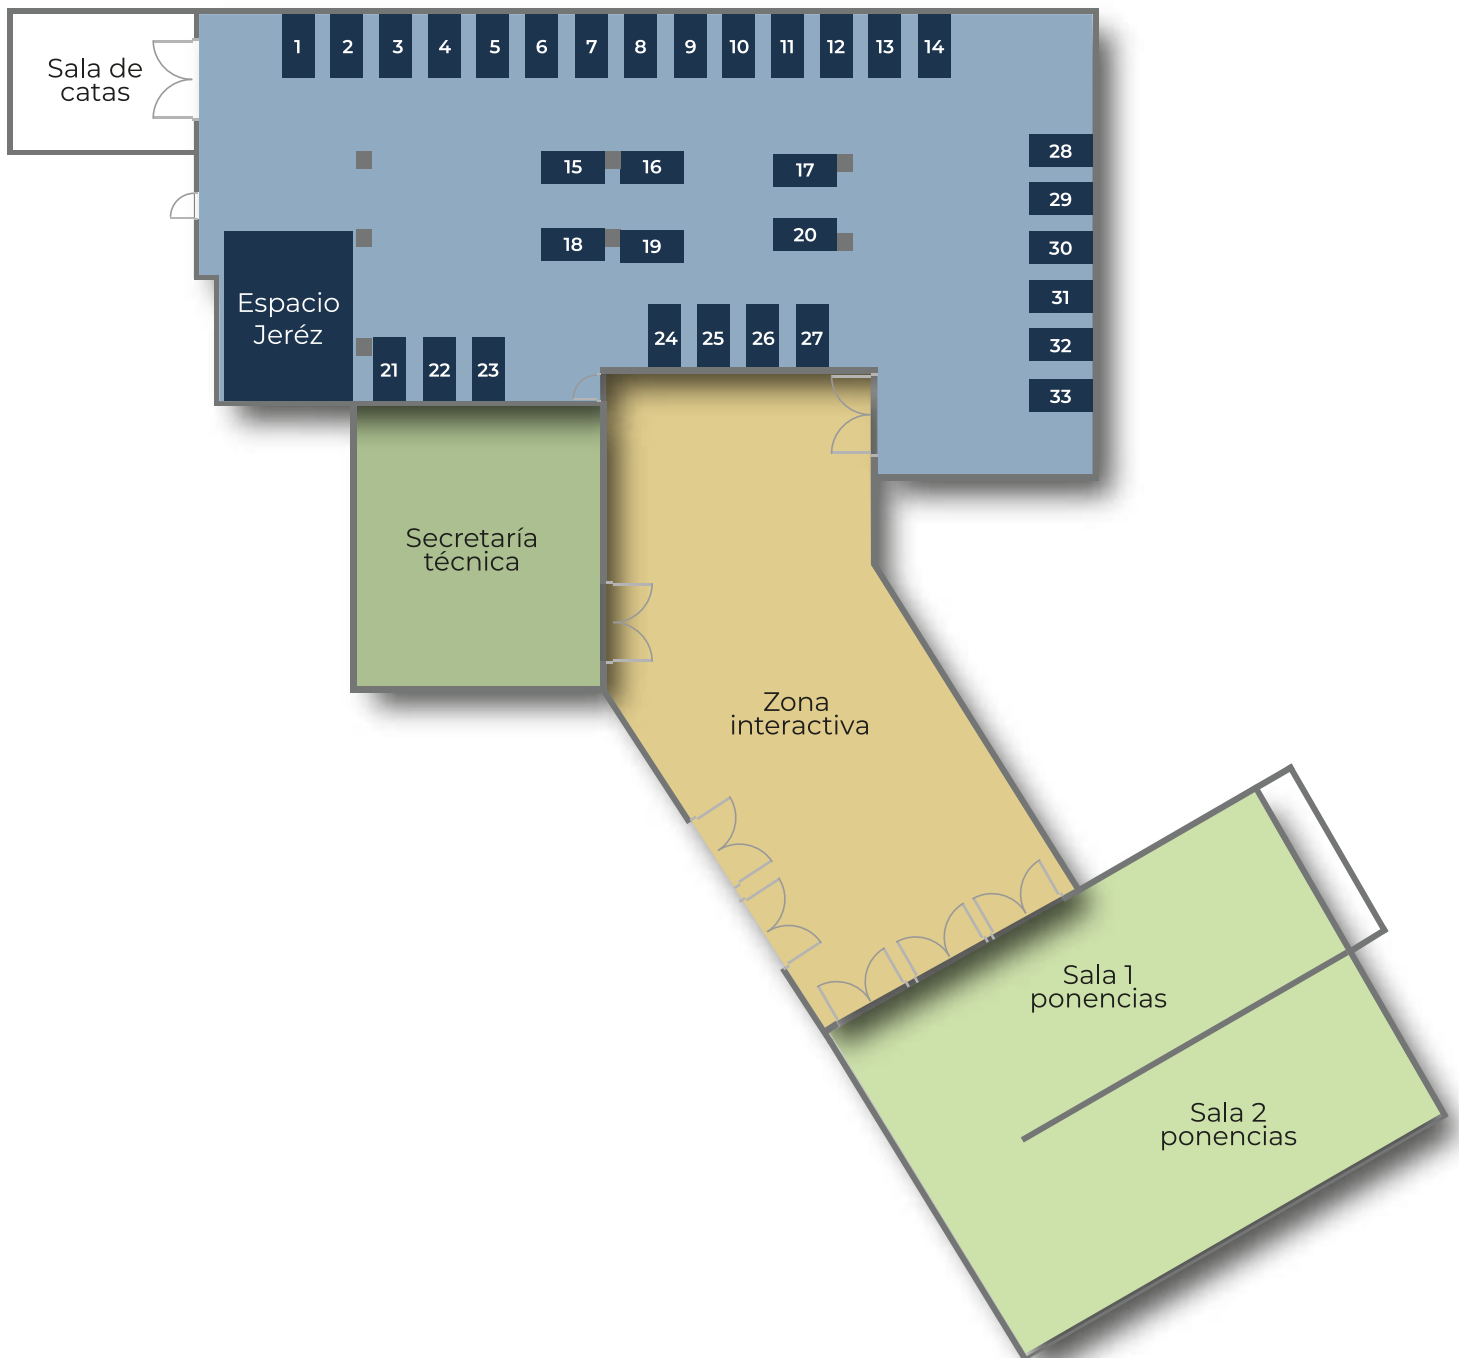 Sala de
catas
1 2 3 4 5 6 7 8 9 10 11 12 13 14
15 16 17
18 19 20
28
29
30
31
32
33
Espacio
Jeréz
21 22 23
24 25 26 27
Secretaría
técnica
Zona
interactiva
Sala 1
ponencias
Sala 2
ponencias